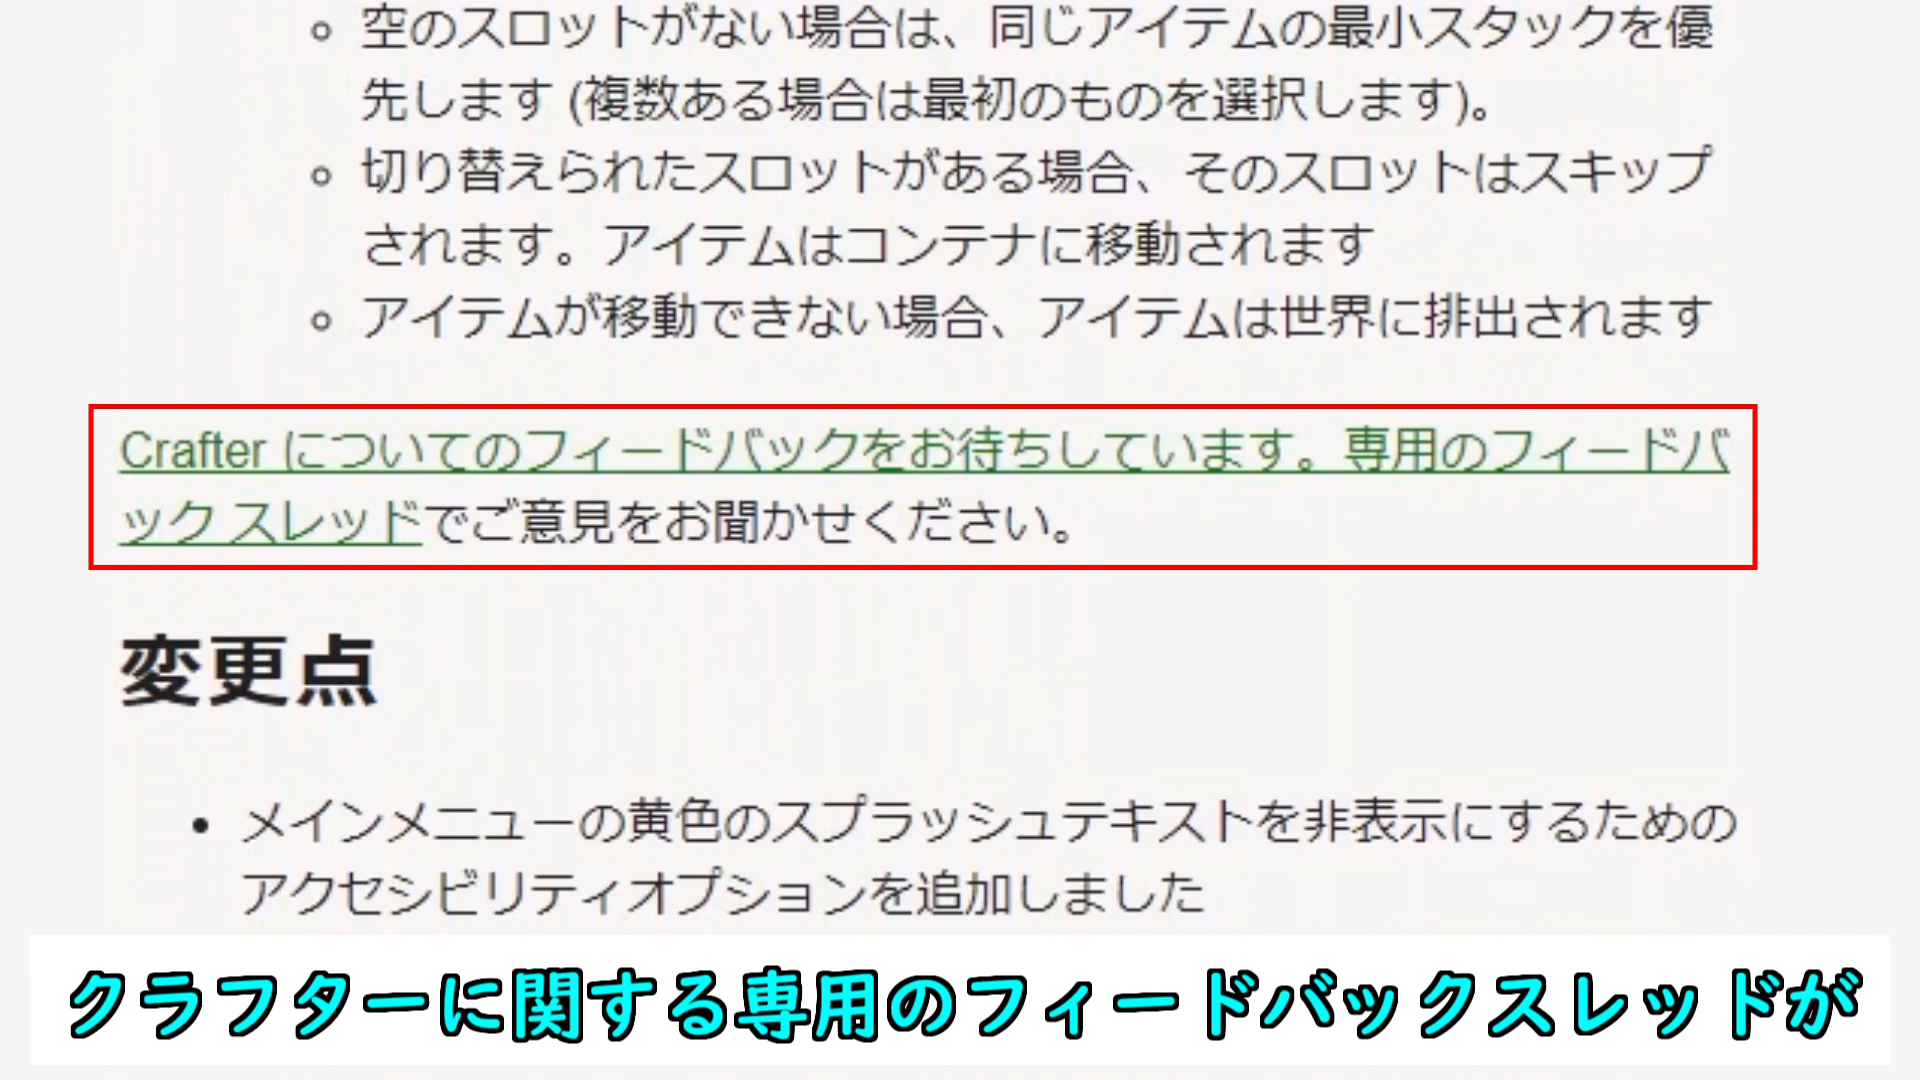 空のスロットがない場合は、同じアイテムの最小スタックを優
先します (複数ある場合は最初のものを選択します)。
切り替えられたスロットがある場合、そのスロットはスキップ
されます。アイテムはコンテナに移動されます
アイテムが移動できない場合、アイテムは世界に排出されます
Crafter についてのフィードバックをお待ちしています。専用のフィードバ
ック スレッドでご意見をお聞かせください。
変更点
メインメニューの黄色のスプラッシュテキストを非表示にするための
アクセシビリティオプションを追加しました
クラフターに関する専用のフィードバックスレッドが